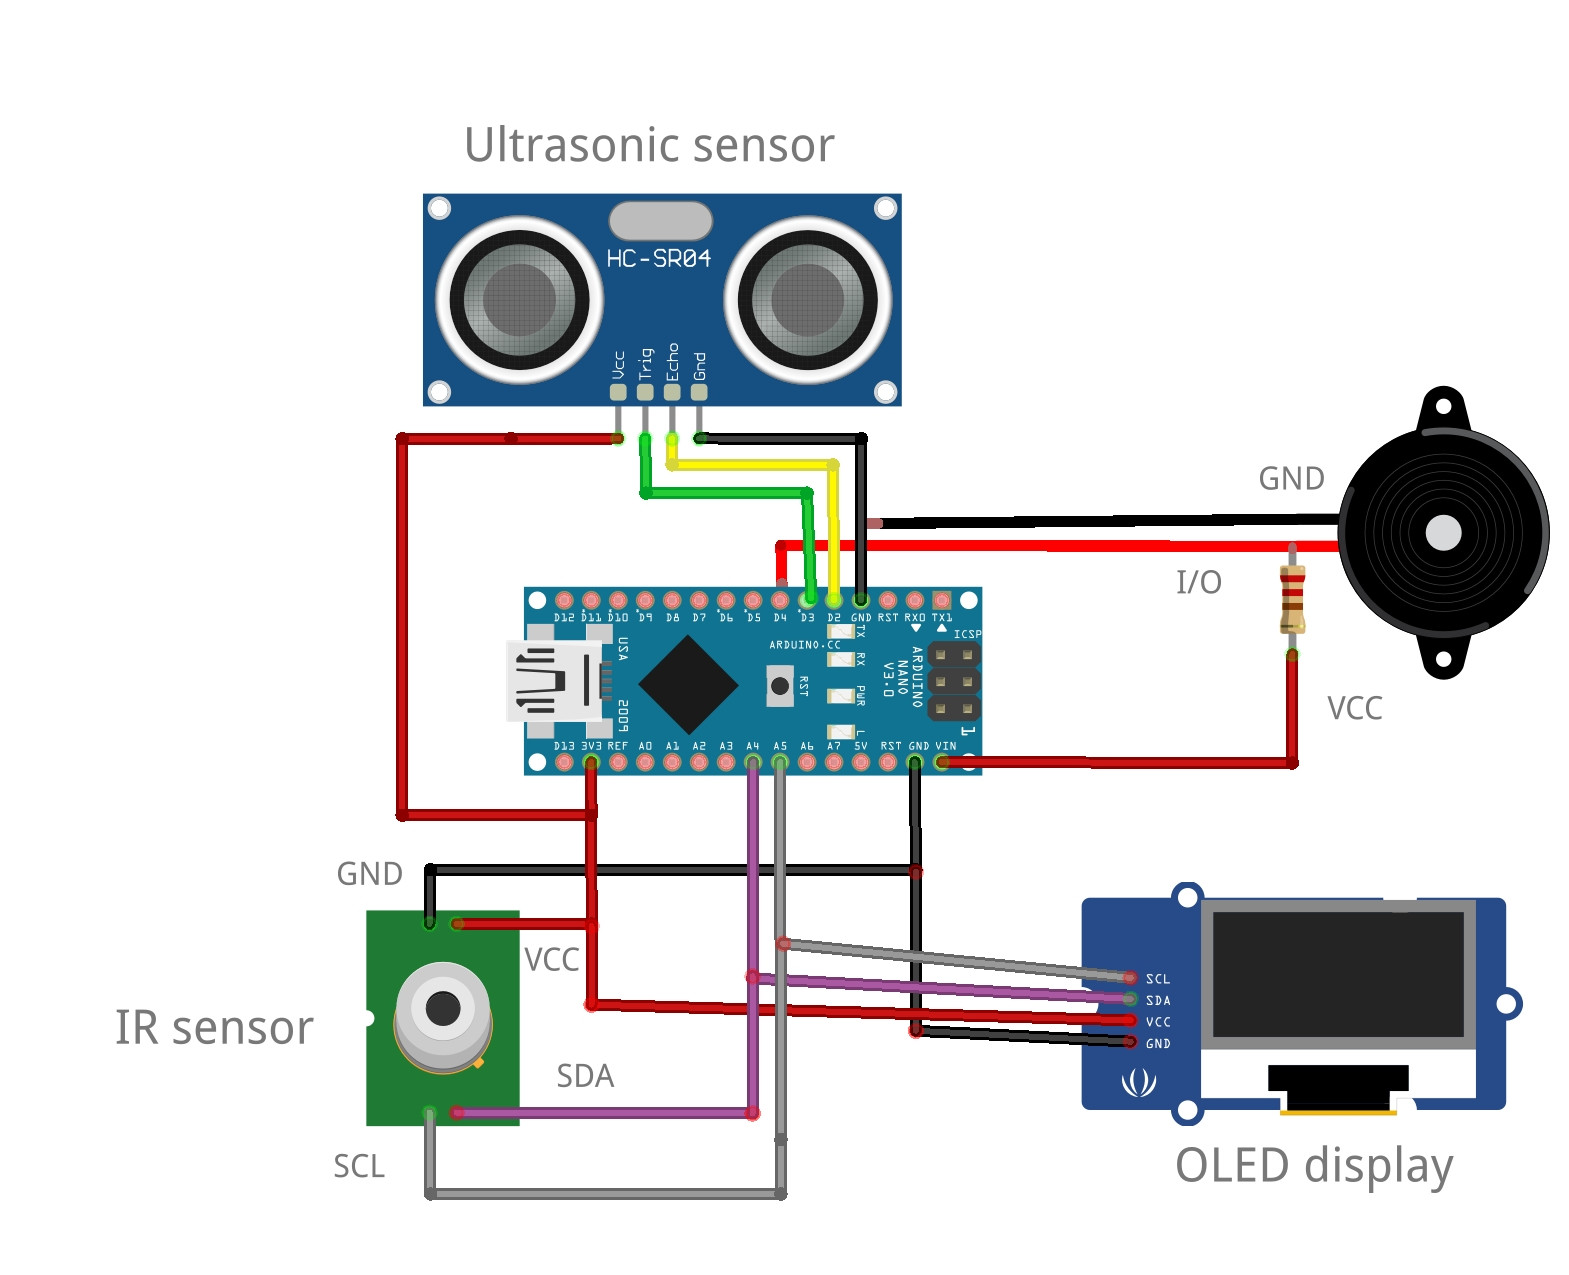 Ultrasonic sensor
HC-SR04
Vcc
Trig
Echo
Gnd
GND
I/O
VCC
D12 D11 D10 D9 D8 D7 D6 D5 D4 D3 D2 GND RST RX0 TX1
ARDUINO.CC
TX
RX
PWR
L
RST
USA
2009
ARDUINO
NANO
V3.0
ICSP
1
D13 3V3 REF A0 A1 A2 A3 A4 A5 A6 A7 5V RST GND VIN
GND
VCC
IR sensor
SDA
SCL
SCL
SDA
VCC
GND
OLED display